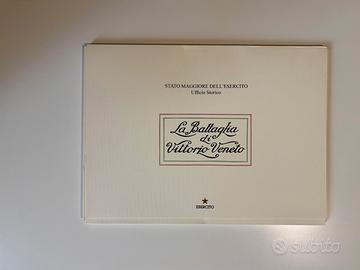 STATO MAGGIORE DELL'ESERCITO
Ufficio Storico
La Battaglia
di
Vittorio Veneto
ESERCITO
subito